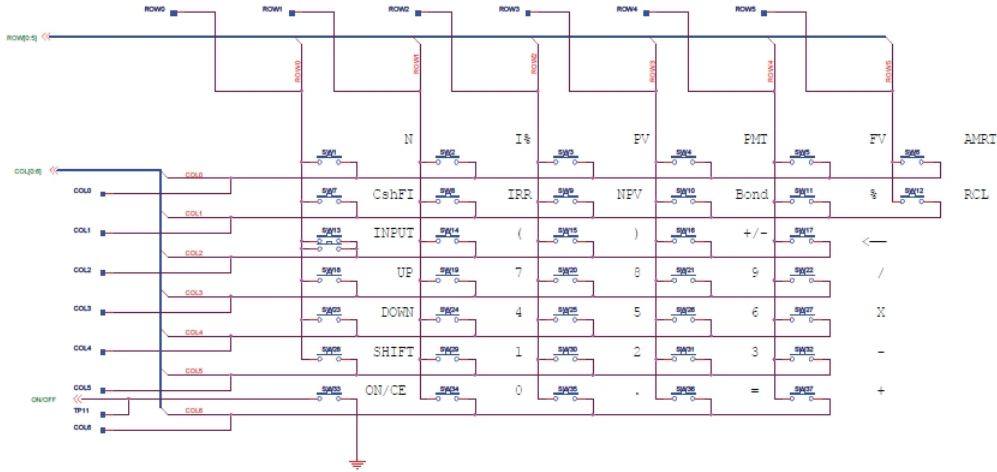 ROW0 ROW1 ROW2 ROW3 ROW4 ROW5
ROW[0:5]
ROW0 ROW1 ROW2 ROW3 ROW4 ROW5
N I% PV PMT FV AMRT
SW1 SW2 SW3 SW4 SW5 SW6
COL[0:6]
COL0
COL0
CshFI IRR NPV Bond % RCL
SW7 SW8 SW9 SW10 SW11 SW12
COL1
COL1
INPUT ( ) +/- <—
SW13 SW14 SW15 SW16 SW17
COL2
COL2
UP 7 8 9 /
SW18 SW19 SW20 SW21 SW22
COL3
COL3
DOWN 4 5 6 X
SW23 SW24 SW25 SW26 SW27
COL4
COL4
SHIFT 1 2 3 -
SW28 SW29 SW30 SW31 SW32
COL5
COL5
ON/CE 0 . = +
SW33 SW34 SW35 SW36 SW37
ON/OFF
TP11
COL6
COL6